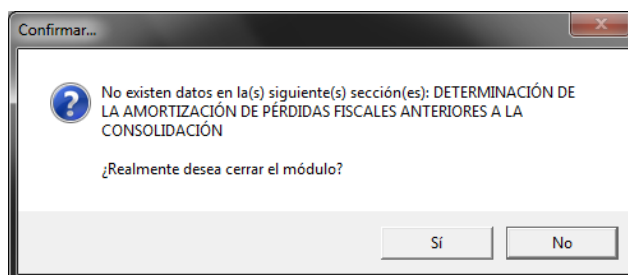 Confirmar...
No existen datos en la(s) siguiente(s) sección(es): DETERMINACIÓN DE
LA AMORTIZACIÓN DE PÉRDIDAS FISCALES ANTERIORES A LA
CONSOLIDACIÓN
¿Realmente desea cerrar el módulo?
Sí
No